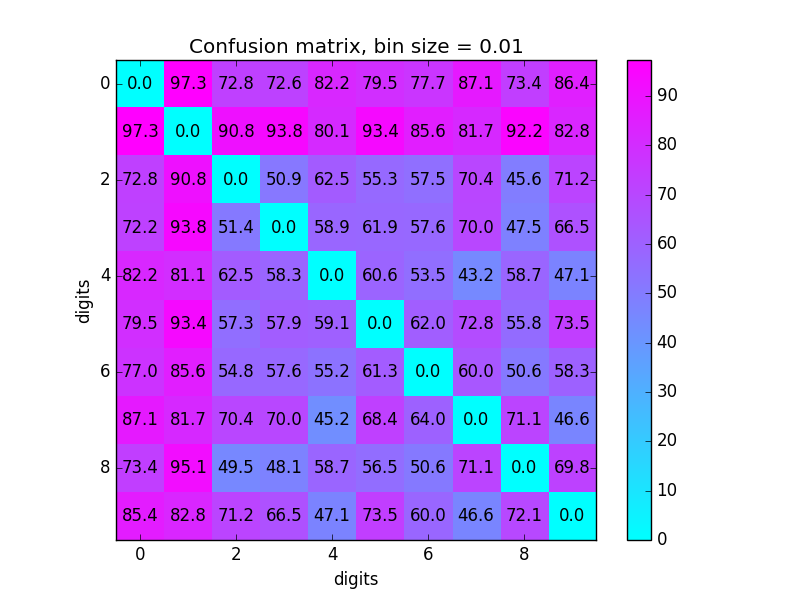 Confusion matrix, bin size = 0.01
0 0.0 97.3 72.8 72.6 82.2 79.5 77.7 87.1 73.4 86.4
97.3 0.0 90.8 93.8 80.1 93.4 85.6 81.7 92.2 82.8
2 72.8 90.8 0.0 50.9 62.5 55.3 57.5 70.4 45.6 71.2
72.2 93.8 51.4 0.0 58.9 61.9 57.6 70.0 47.5 66.5
4 82.2 81.1 62.5 58.3 0.0 60.6 53.5 43.2 58.7 47.1
79.5 93.4 57.3 57.9 59.1 0.0 62.0 72.8 55.8 73.5
6 77.0 85.6 54.8 57.6 55.2 61.3 0.0 60.0 50.6 58.3
87.1 81.7 70.4 70.0 45.2 68.4 64.0 0.0 71.1 46.6
8 73.4 95.1 49.5 48.1 58.7 56.5 50.6 71.1 0.0 69.8
85.4 82.8 71.2 66.5 47.1 73.5 60.0 46.6 72.1 0.0
0 2 4 6 8
digits
digits
90
80
70
60
50
40
30
20
10
0